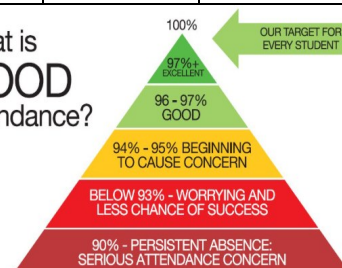 100%
OUR TARGET FOR
EVERY STUDENT
at is
OOD
ndance?
97%+
EXCELLENT
96 - 97%
GOOD
94% - 95% BEGINNING
TO CAUSE CONCERN
BELOW 93% - WORRYING AND
LESS CHANCE OF SUCCESS
90% - PERSISTENT ABSENCE:
SERIOUS ATTENDANCE CONCERN